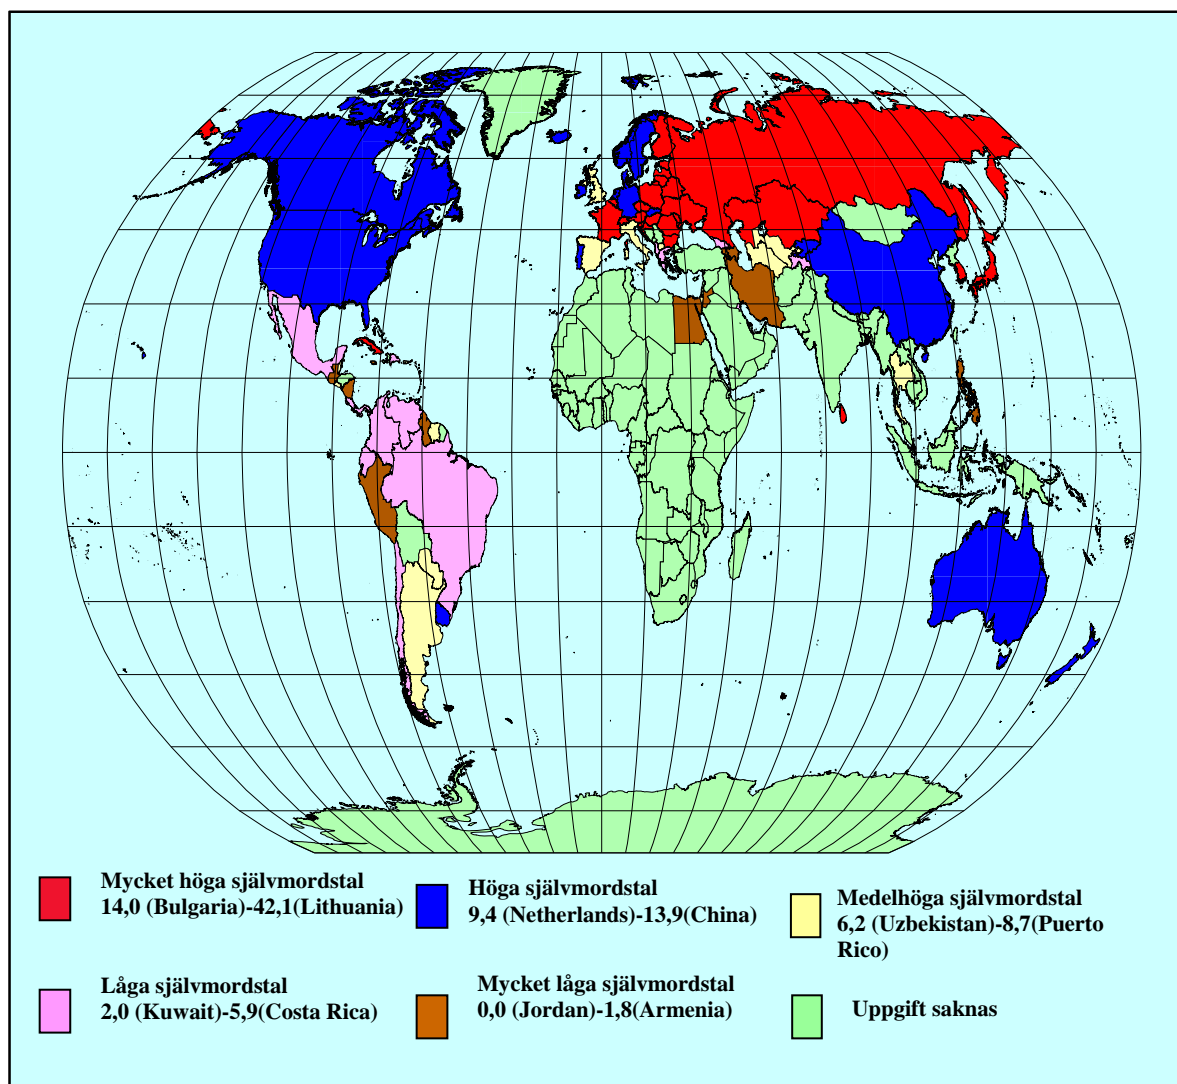 Mycket höga självmordstal
14,0 (Bulgaria)-42,1(Lithuania)
Höga självmordstal
9,4 (Netherlands)-13,9(China)
Medelhöga självmordstal
6,2 (Uzbekistan)-8,7(Puerto
Rico)
Låga självmordstal
2,0 (Kuwait)-5,9(Costa Rica)
Mycket låga självmordstal
0,0 (Jordan)-1,8(Armenia)
Uppgift saknas